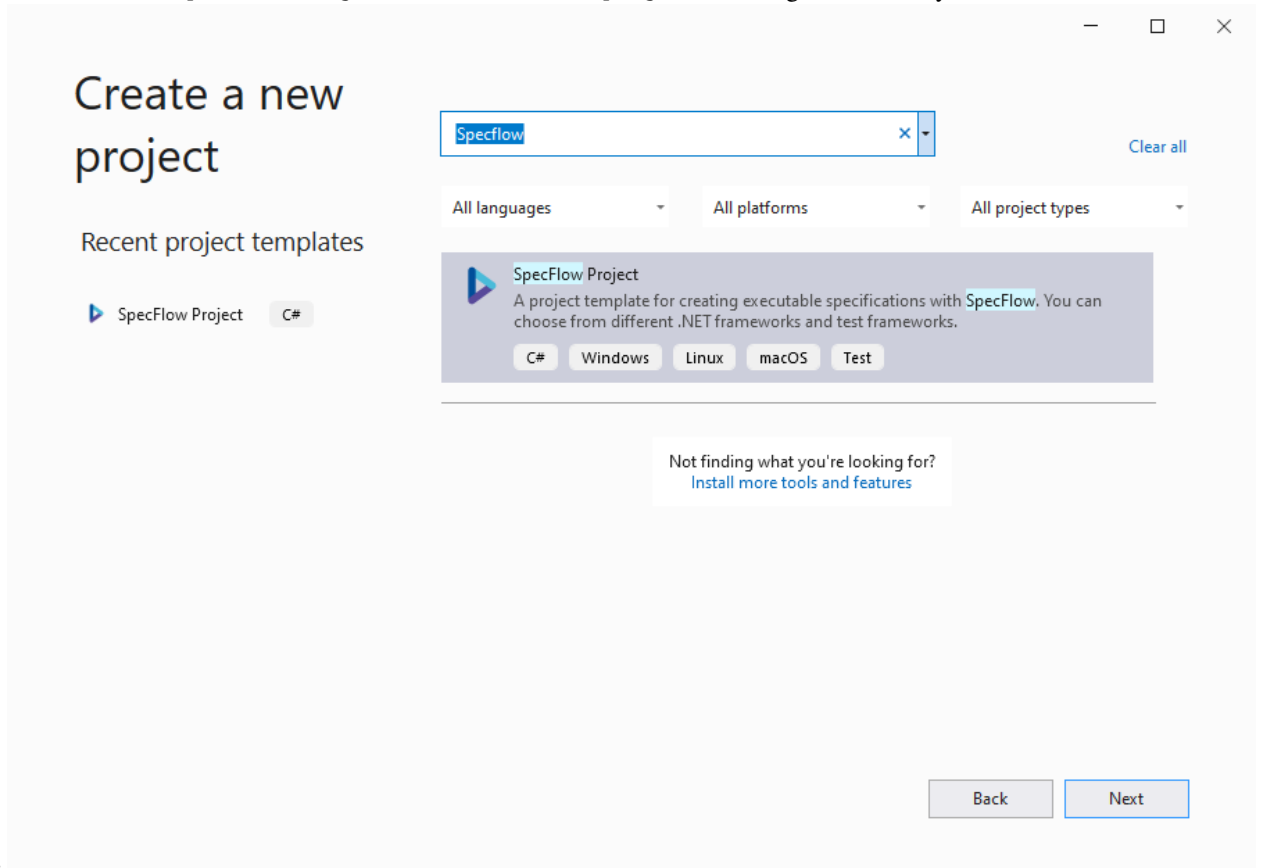 Create a new
project
Specflow
Clear all
All languages
All platforms
All project types
Recent project templates
SpecFlow Project
C#
SpecFlow Project
A project template for creating executable specifications with SpecFlow. You can
choose from different .NET frameworks and test frameworks.
C#
Windows
Linux
macOS
Test
Not finding what you're looking for?
Install more tools and features
Back
Next